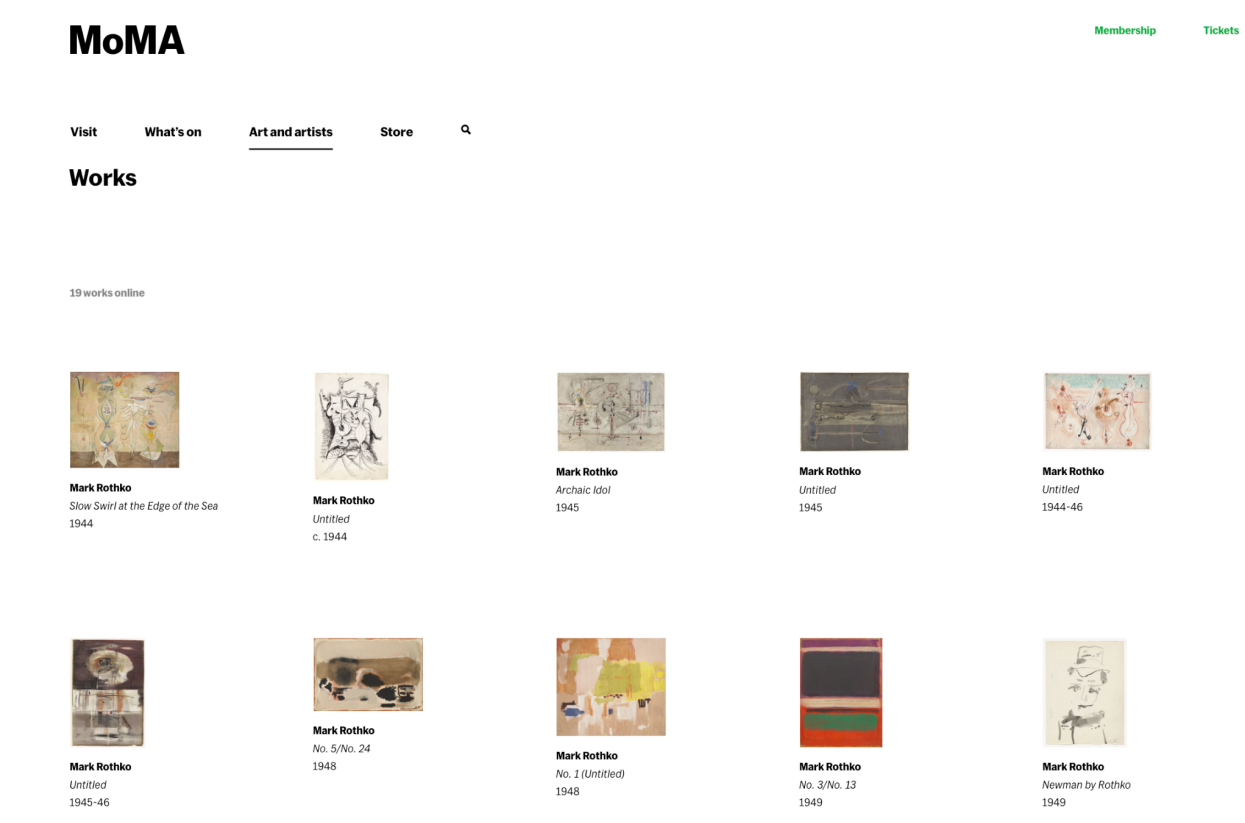 MoMA
Membership
Tickets
Visit
What's on
Art and artists
Store
Works
19 works online
Mark Rothko
Slow Swirl at the Edge of the Sea
1944
Mark Rothko
Untitled
c. 1944
Mark Rothko
Archaic Idol
1945
Mark Rothko
Untitled
1945
Mark Rothko
Untitled
1944-46
Mark Rothko
Untitled
1945-46
Mark Rothko
No. 5/No. 24
1948
Mark Rothko
No. 1 (Untitled)
1948
Mark Rothko
No. 3/No. 13
1949
Mark Rothko
Newman by Rothko
1949